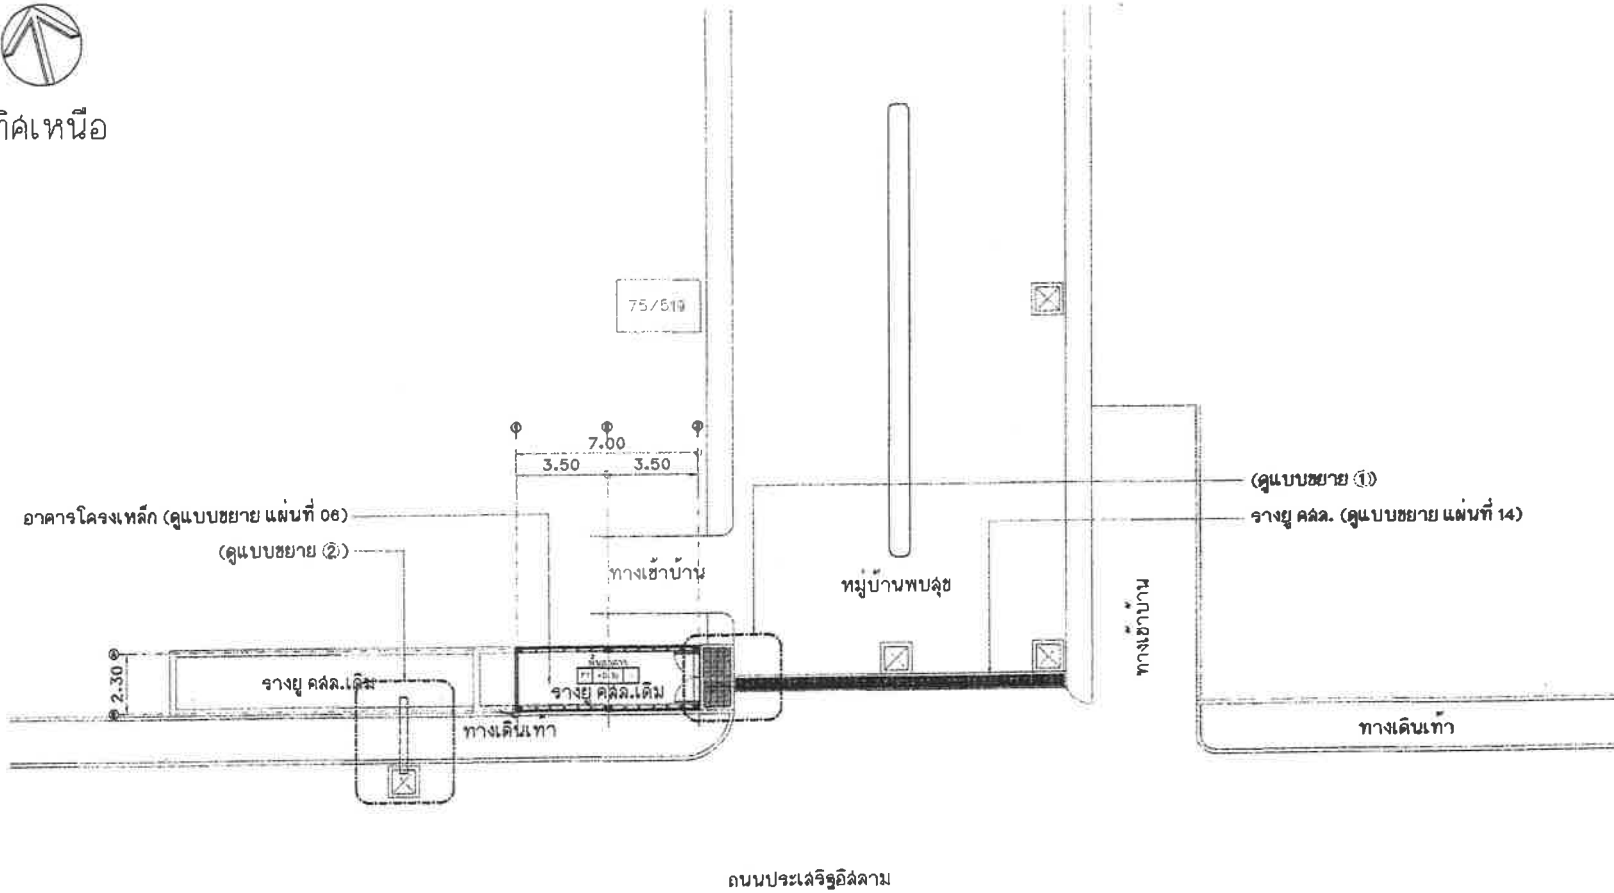 ทิศเหนือ
75/519
7.00
3.50 3.50
(ดูแบบขยาย ①)
อาคารโครงเหล็ก (ดูแบบขยาย แผ่นที่ 06)
รางยู คสล. (ดูแบบขยาย แผ่นที่ 14)
(ดูแบบขยาย ②)
ทางเข้าบ้าน
หมู่บ้านพบสุข
ทางเข้าบ้าน
2.30
รางยู คสล.เดิม
รางยู คสล.เดิม
ทางเดินเท้า
ทางเดินเท้า
ถนนประเสริฐอิสลาม